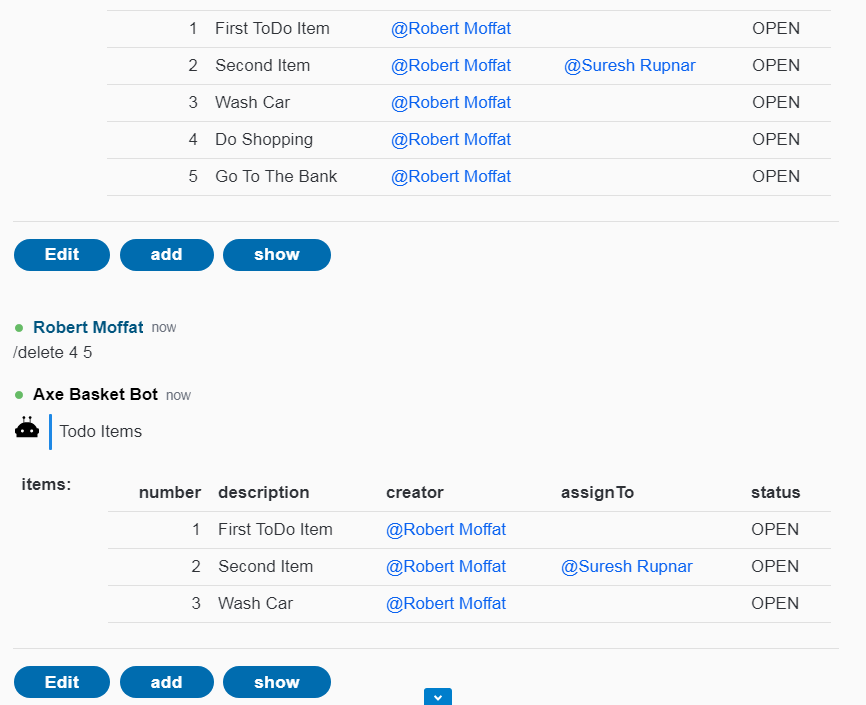 1 First ToDo Item @Robert Moffat OPEN
2 Second Item @Robert Moffat @Suresh Rupnar OPEN
3 Wash Car @Robert Moffat OPEN
4 Do Shopping @Robert Moffat OPEN
5 Go To The Bank @Robert Moffat OPEN
Edit add show
Robert Moffat now
/delete 4 5
Axe Basket Bot now
Todo Items
items:
number description creator assignTo status
1 First ToDo Item @Robert Moffat OPEN
2 Second Item @Robert Moffat @Suresh Rupnar OPEN
3 Wash Car @Robert Moffat OPEN
Edit add show